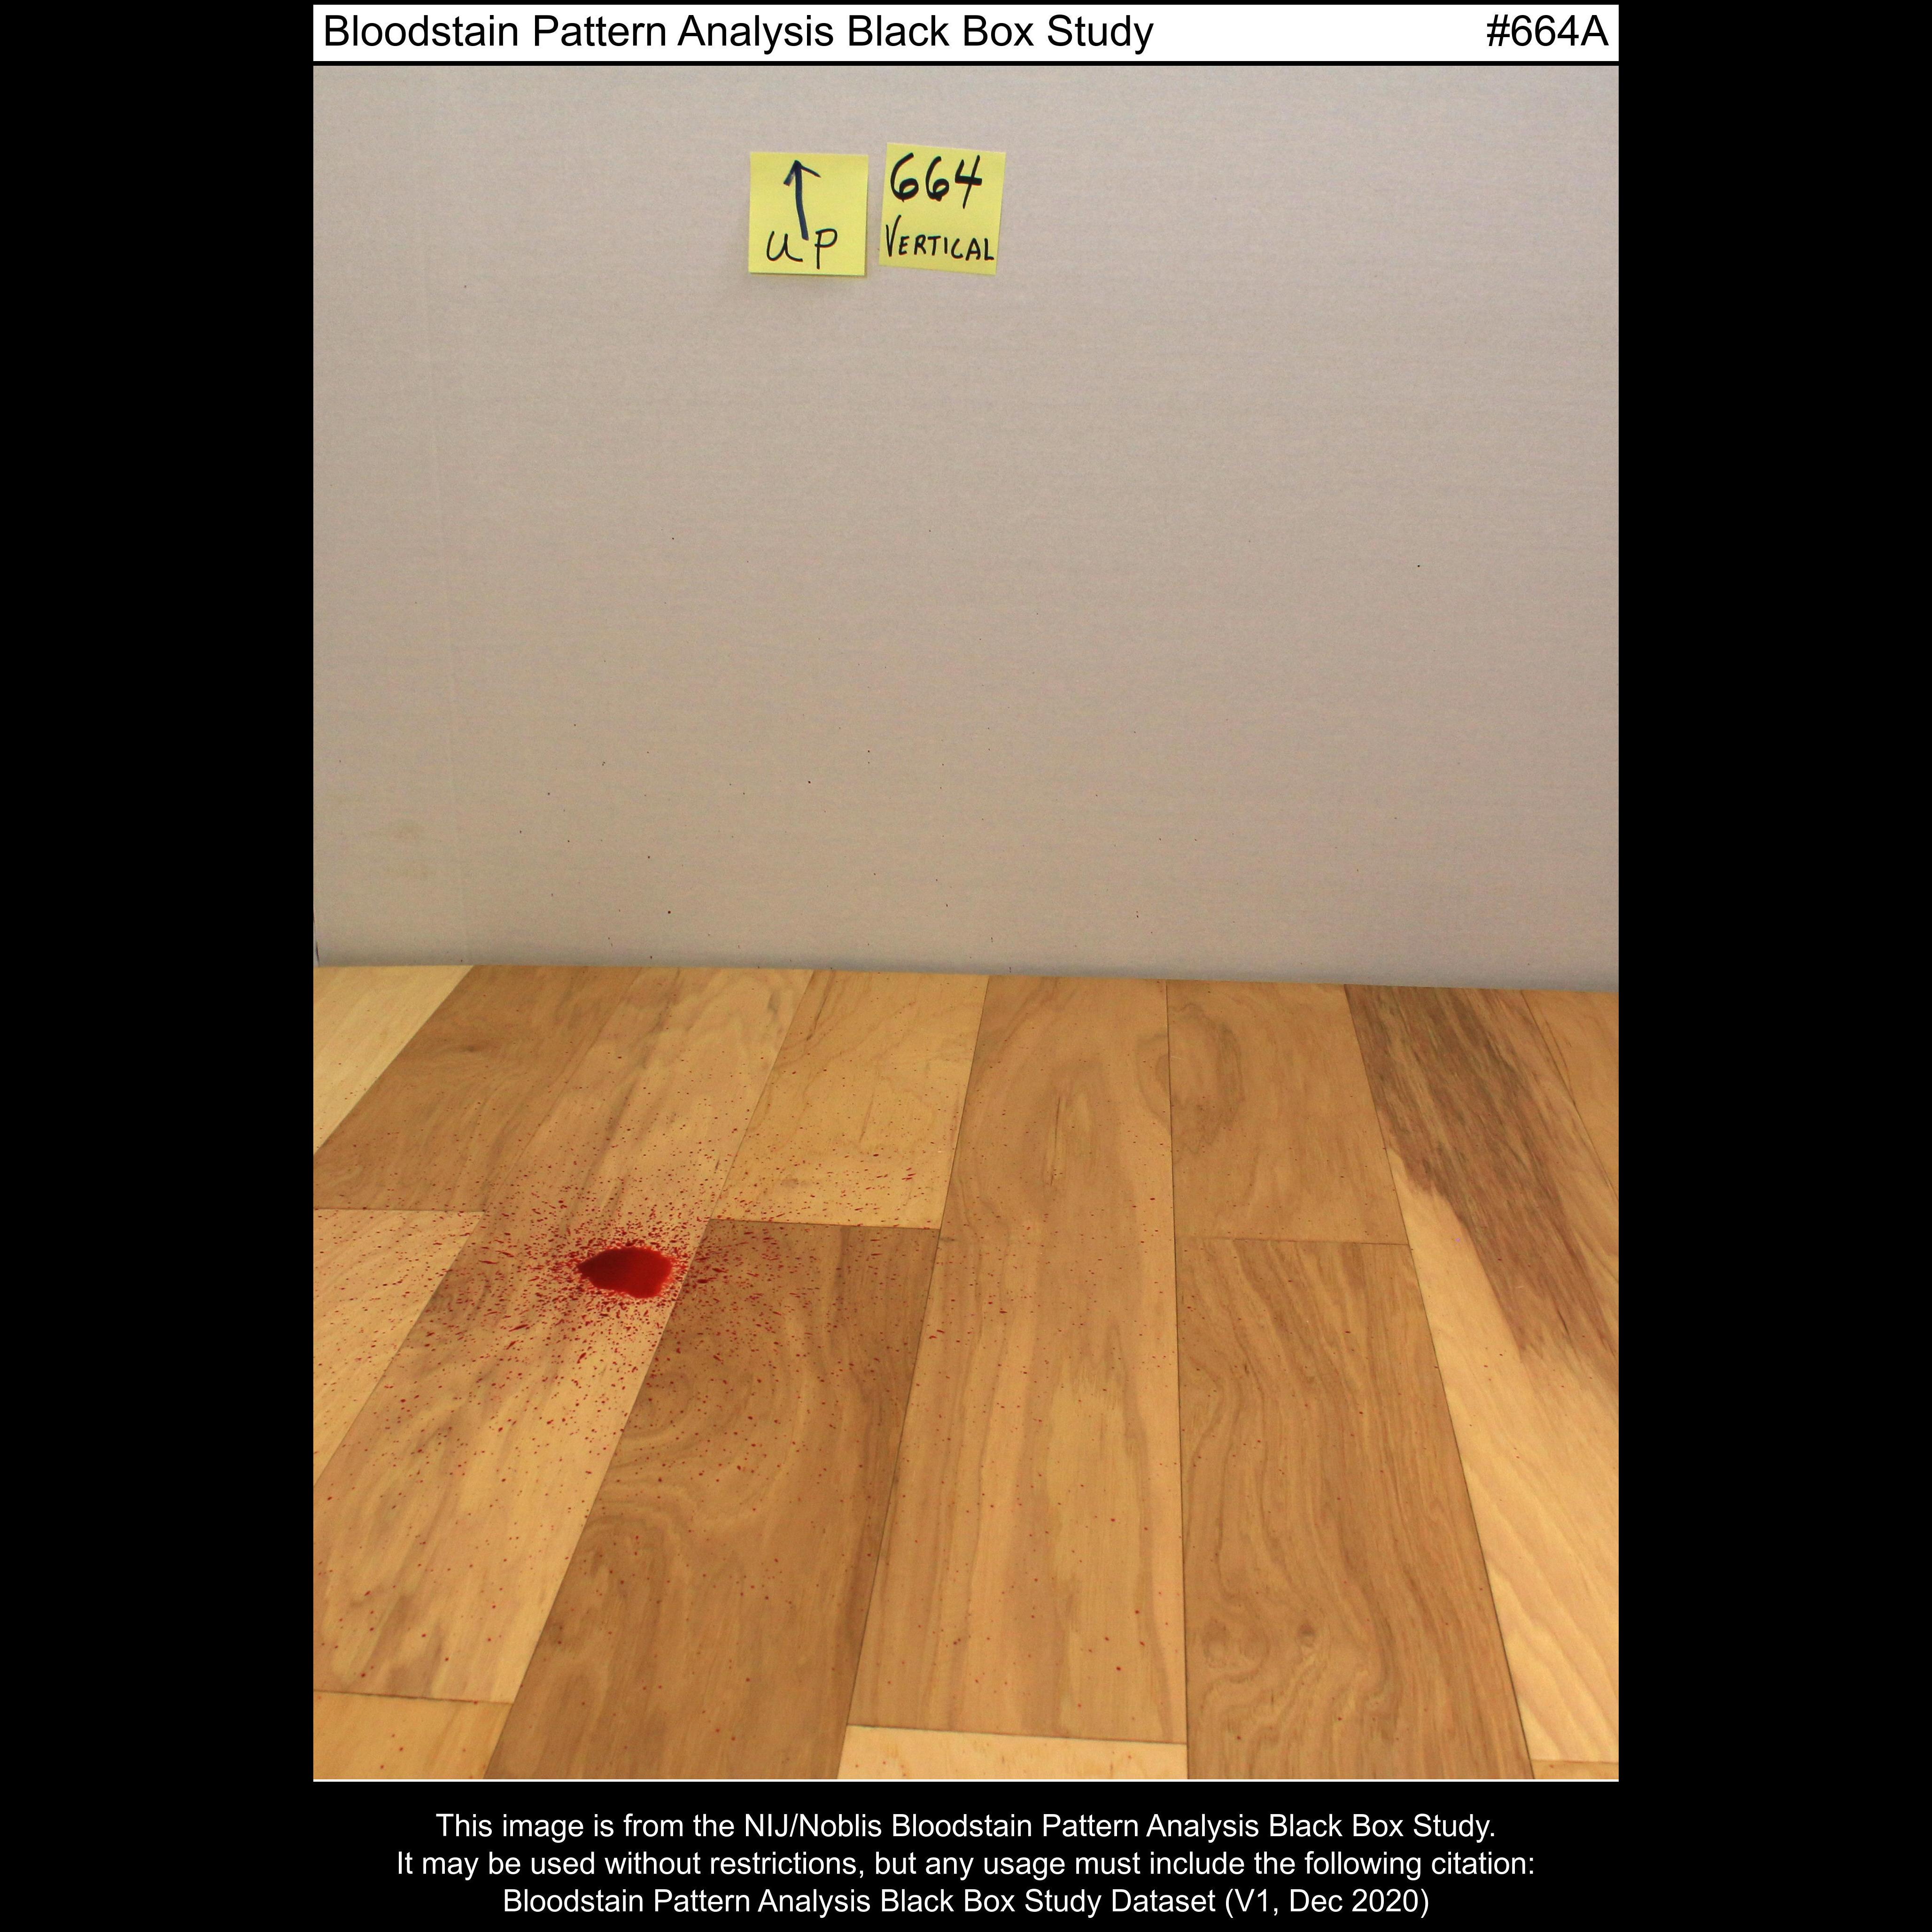 Bloodstain Pattern Analysis Black Box Study #664A
UP
664
VERTICAL
This image is from the NIJ/Noblis Bloodstain Pattern Analysis Black Box Study.
It may be used without restrictions, but any usage must include the following citation:
Bloodstain Pattern Analysis Black Box Study Dataset (V1, Dec 2020)